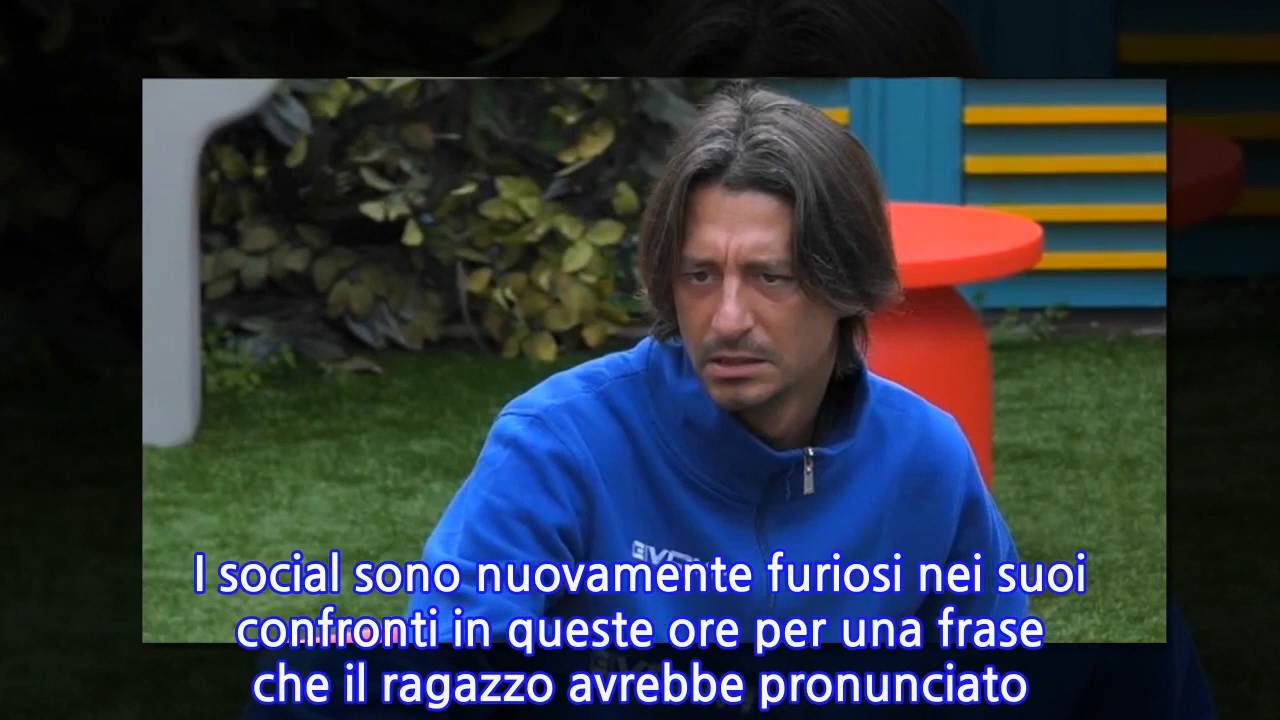 I social sono nuovamente furiosi nei suoi
confronti in queste ore per una frase
che il ragazzo avrebbe pronunciato